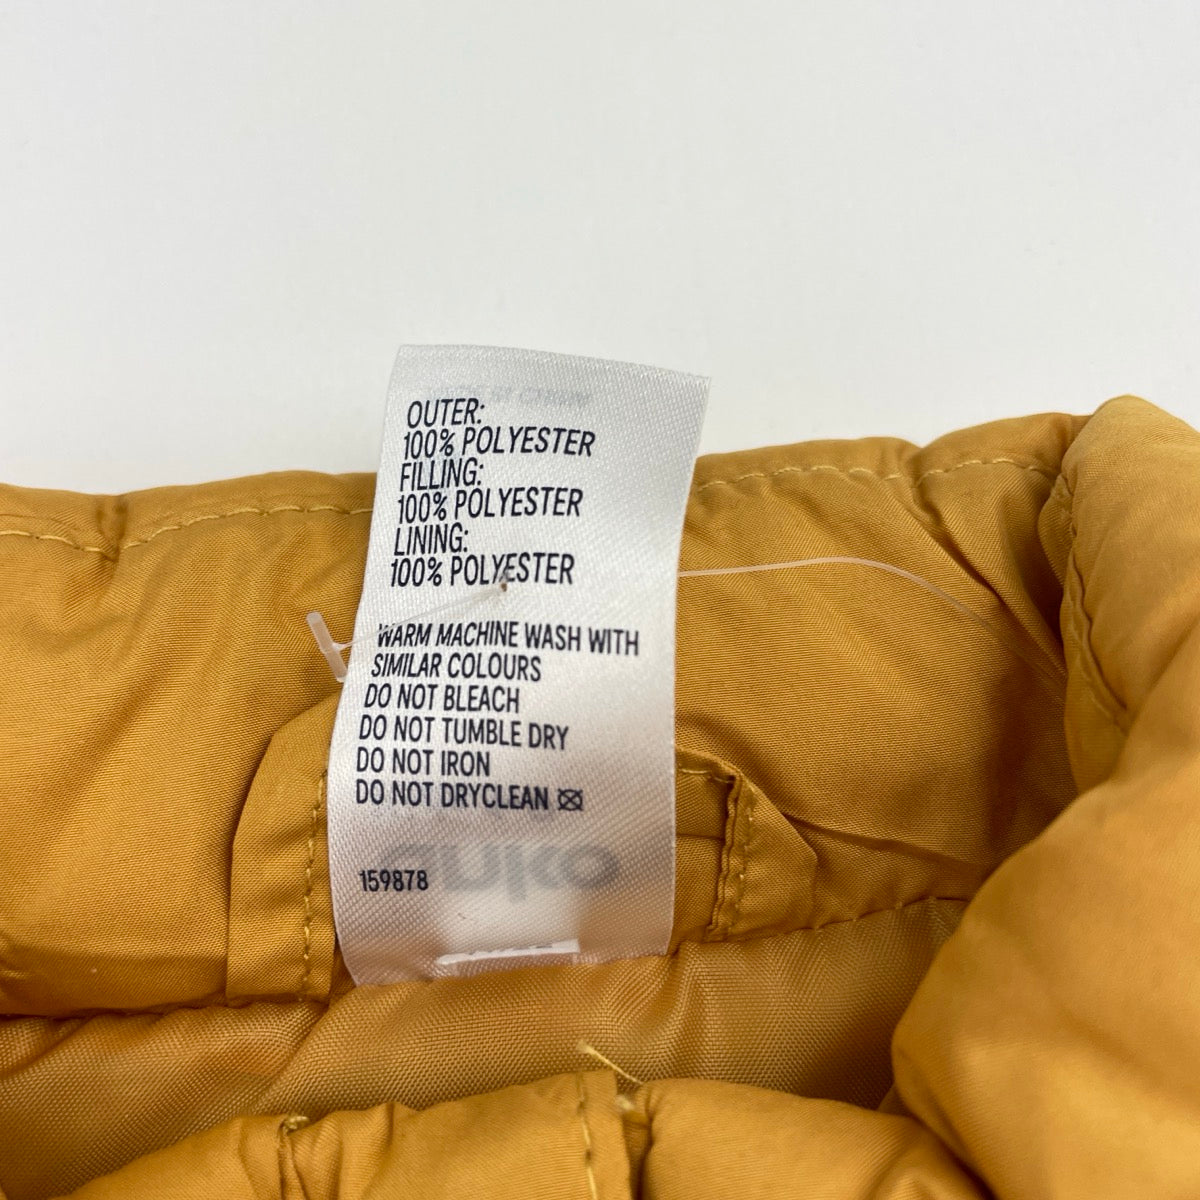 OUTER:
100% POLYESTER
FILLING:
100% POLYESTER
LINING:
100% POLYESTER
WARM MACHINE WASH WITH
SIMILAR COLOURS
DO NOT BLEACH
DO NOT TUMBLE DRY
DO NOT IRON
DO NOT DRYCLEAN
159878
anko